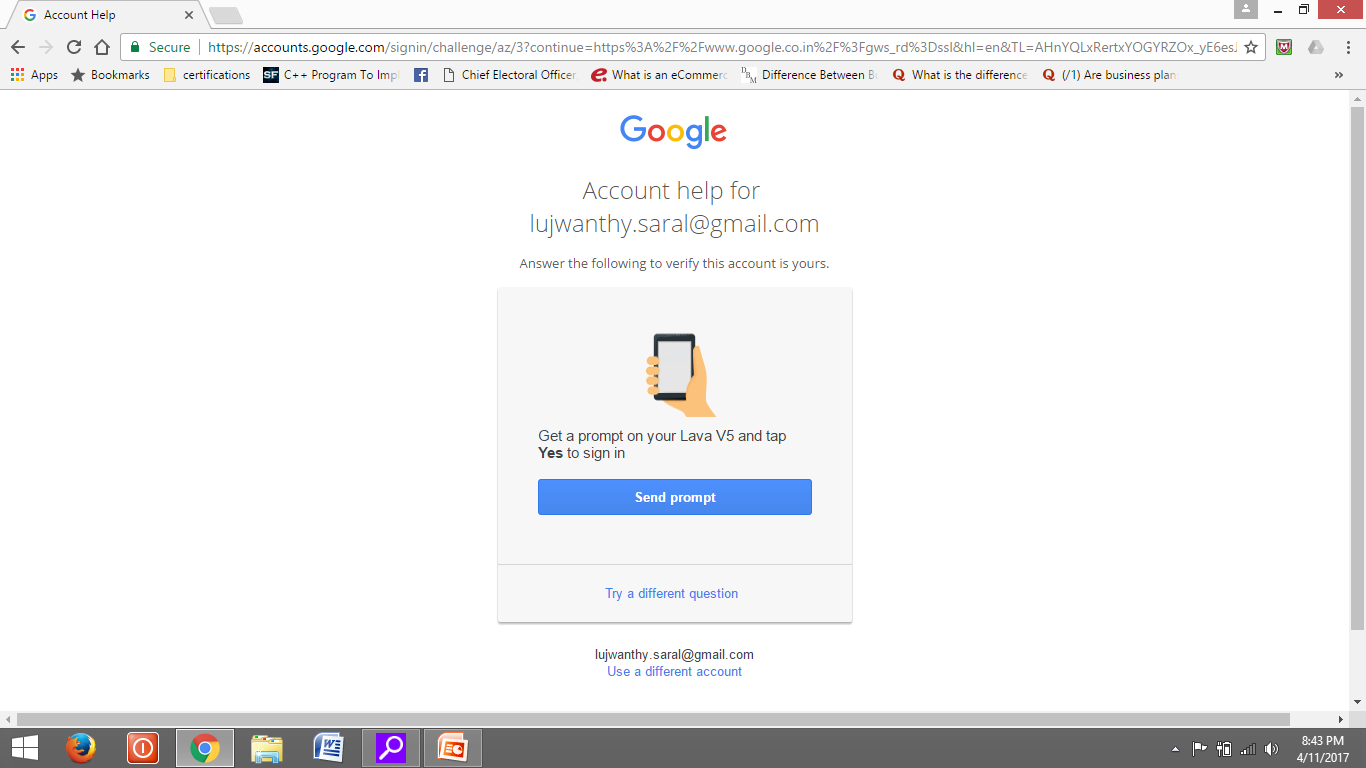 Account Help
Secure
https://accounts.google.com/signin/challenge/az/3?continue=https%3A%2F%2Fwww.google.co.in%2F%3Fgws_rd%3Dssl&hl=en&TL=AHnYQLxRertxYOGYRZOx_yE6es
Apps Bookmarks certifications SF C++ Program To Impl Chief Electoral Officer What is an eCommerc DBM Difference Between B Q What is the difference Q (/1) Are business plan »
Google
Account help for
lujwanthy.saral@gmail.com
Answer the following to verify this account is yours.
Get a prompt on your Lava V5 and tap
Yes to sign in
Send prompt
Try a different question
lujwanthy.saral@gmail.com
Use a different account
8:43 PM
4/11/2017